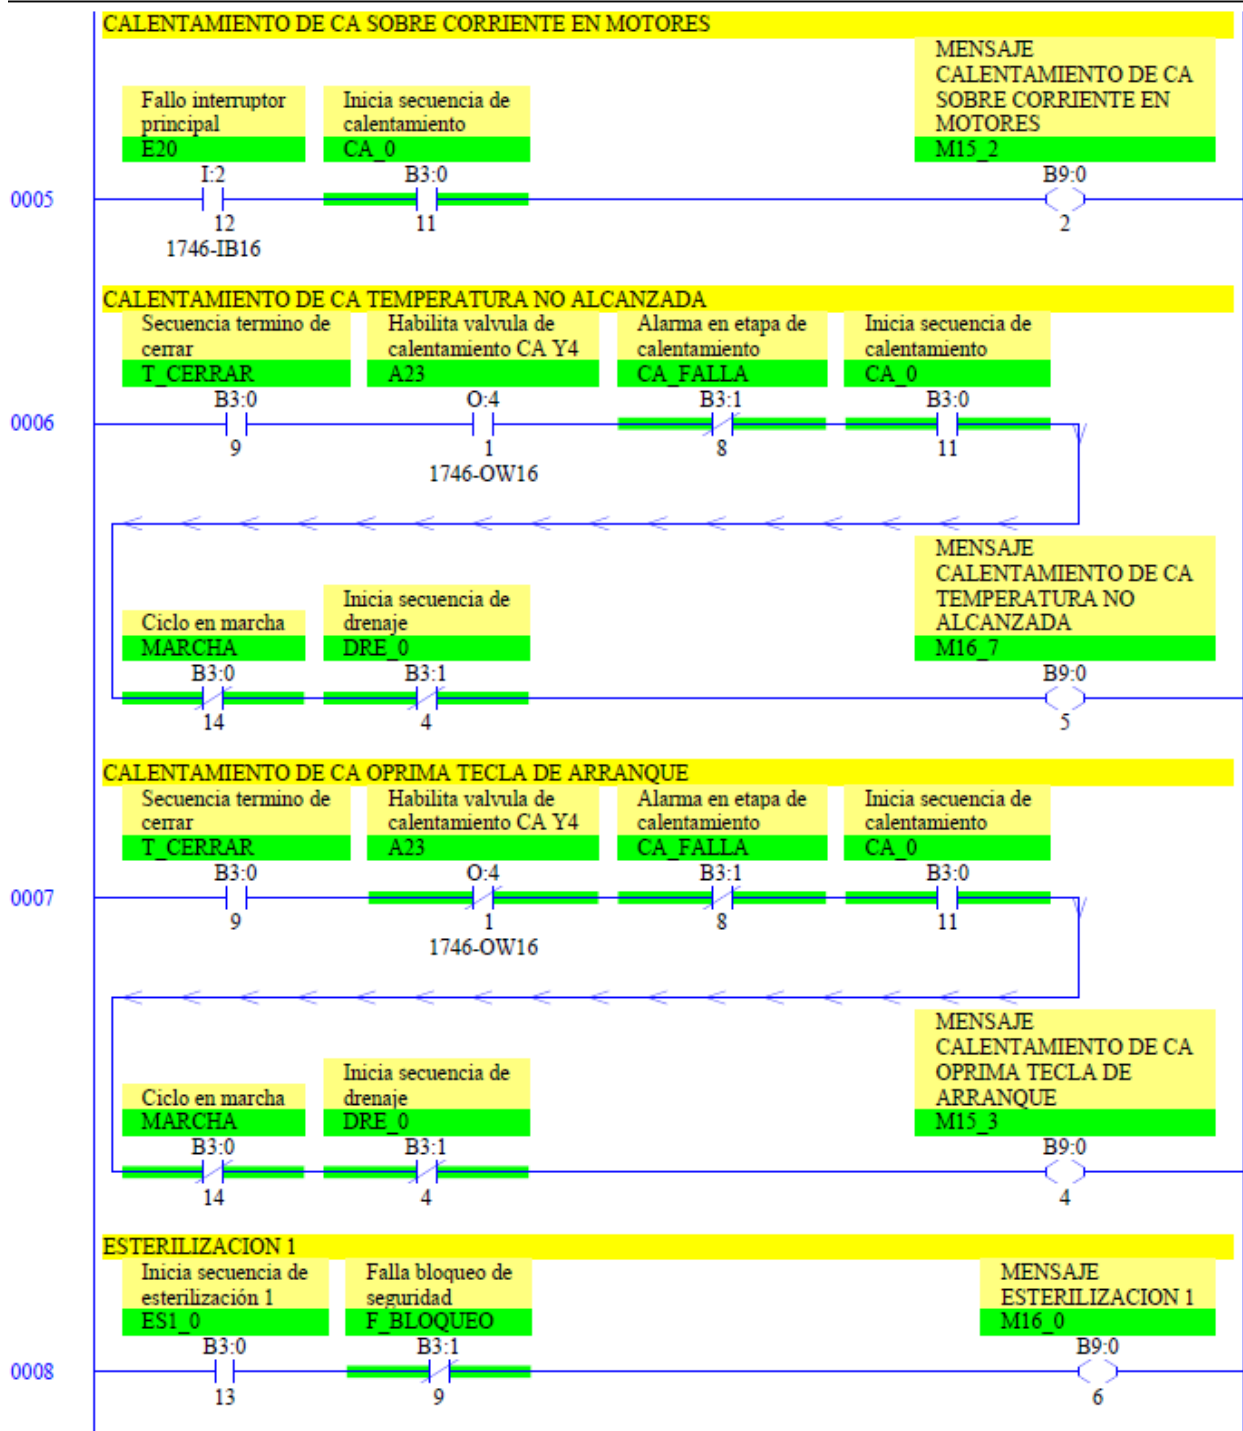 CALENTAMIENTO DE CA SOBRE CORRIENTE EN MOTORES
MENSAJE
CALENTAMIENTO DE CA
SOBRE CORRIENTE EN
MOTORES
M15_2
Fallo interruptor
principal
E20
Inicia secuencia de
calentamiento
CA_0
0005
I:2
12
1746-IB16
B3:0
11
B9:0
2
CALENTAMIENTO DE CA TEMPERATURA NO ALCANZADA
Secuencia termino de
cerrar
T_CERRAR
Habilita valvula de
calentamiento CA Y4
A23
Alarma en etapa de
calentamiento
CA_FALLA
Inicia secuencia de
calentamiento
CA_0
0006
B3:0
9
O:4
1
1746-OW16
B3:1
8
B3:0
11
MENSAJE
CALENTAMIENTO DE CA
TEMPERATURA NO
ALCANZADA
M16_7
Ciclo en marcha
MARCHA
Inicia secuencia de
drenaje
DRE_0
B3:0
14
B3:1
4
B9:0
5
CALENTAMIENTO DE CA OPRIMA TECLA DE ARRANQUE
Secuencia termino de
cerrar
T_CERRAR
Habilita valvula de
calentamiento CA Y4
A23
Alarma en etapa de
calentamiento
CA_FALLA
Inicia secuencia de
calentamiento
CA_0
0007
B3:0
9
O:4
1
1746-OW16
B3:1
8
B3:0
11
MENSAJE
CALENTAMIENTO DE CA
OPRIMA TECLA DE
ARRANQUE
M15_3
Ciclo en marcha
MARCHA
Inicia secuencia de
drenaje
DRE_0
B3:0
14
B3:1
4
B9:0
4
ESTERILIZACION 1
Inicia secuencia de
esterilización 1
ES1_0
Falla bloqueo de
seguridad
F_BLOQUEO
MENSAJE
ESTERILIZACION 1
M16_0
0008
B3:0
13
B3:1
9
B9:0
6